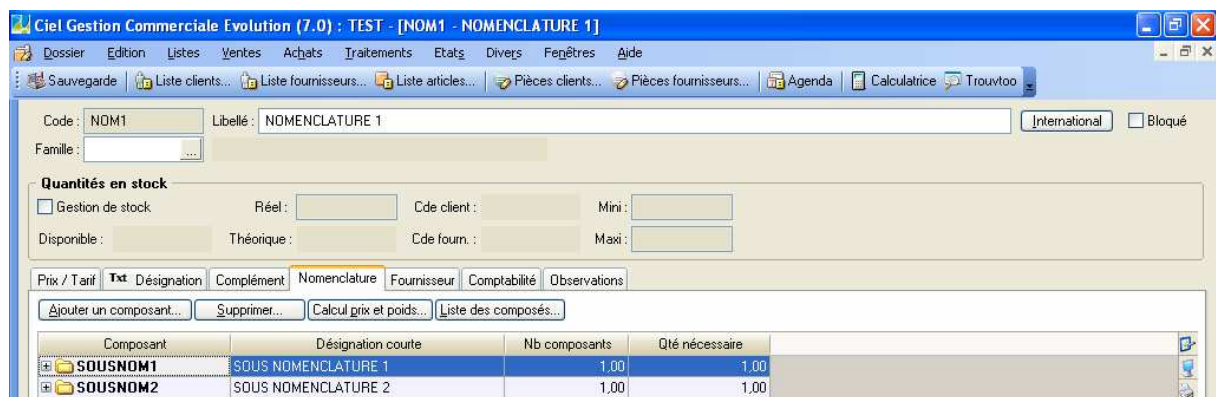 Ciel Gestion Commerciale Evolution (7.0) : TEST - [NOM1 - NOMENCLATURE 1]
Dossier Edition Listes Ventes Achats Traitements Etats Divers Fenêtres Aide
Sauvegarde Liste clients... Liste fournisseurs... Liste articles... Pièces clients... Pièces fournisseurs... Agenda Calculatrice Trouvtoo
Code : NOM1 Libellé : NOMENCLATURE 1 International Bloqué
Famille : ...
Quantités en stock
Gestion de stock Réel : Cde client : Mini :
Disponible : Théorique : Cde fourn. : Maxi :
Prix / Tarif Txt Désignation Complément Nomenclature Fournisseur Comptabilité Observations
Ajouter un composant... Supprimer... Calcul prix et poids... Liste des composés...
Composant Désignation courte Nb composants Qté nécessaire
SOUSNOM1 SOUS NOMENCLATURE 1 1,00 1,00
SOUSNOM2 SOUS NOMENCLATURE 2 1,00 1,00